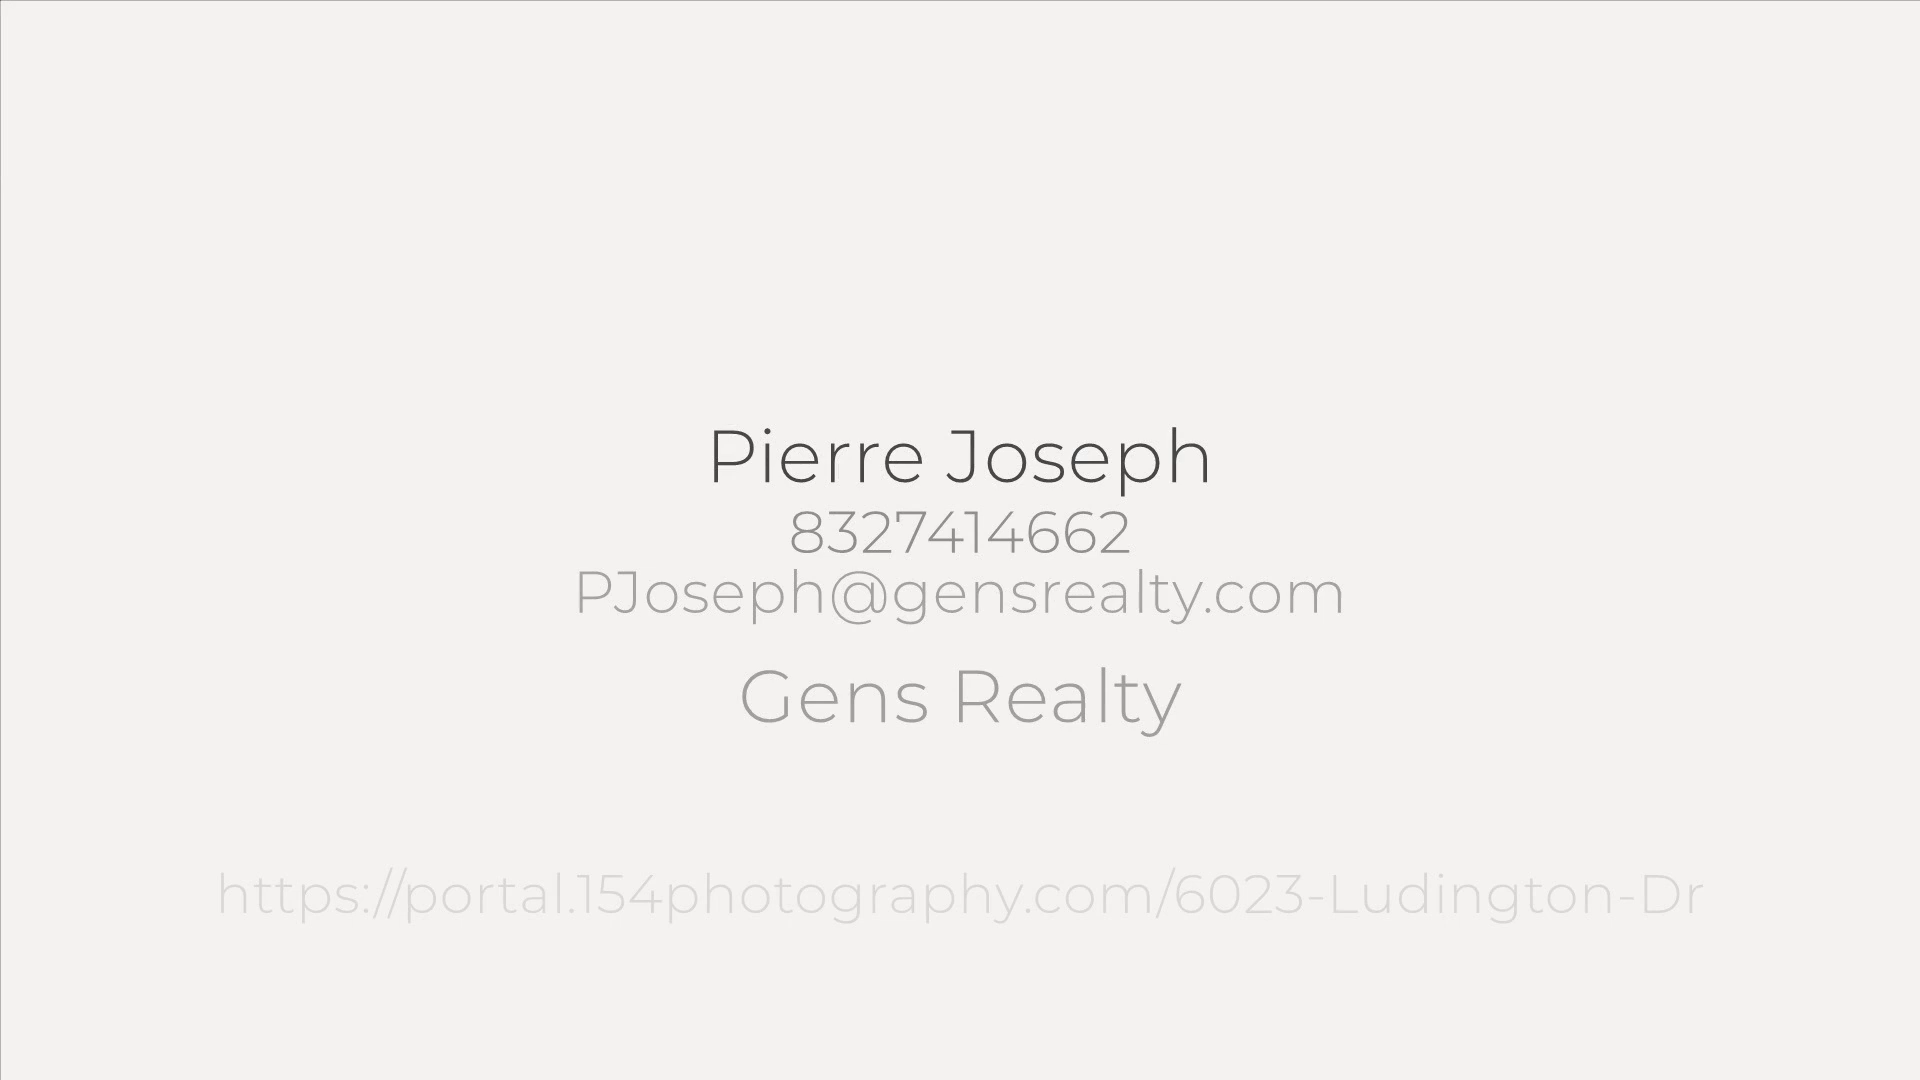 Pierre Joseph
8327414662
PJoseph@gensrealty.com
Gens Realty
https://portal.154photography.com/6023-Ludington-Dr